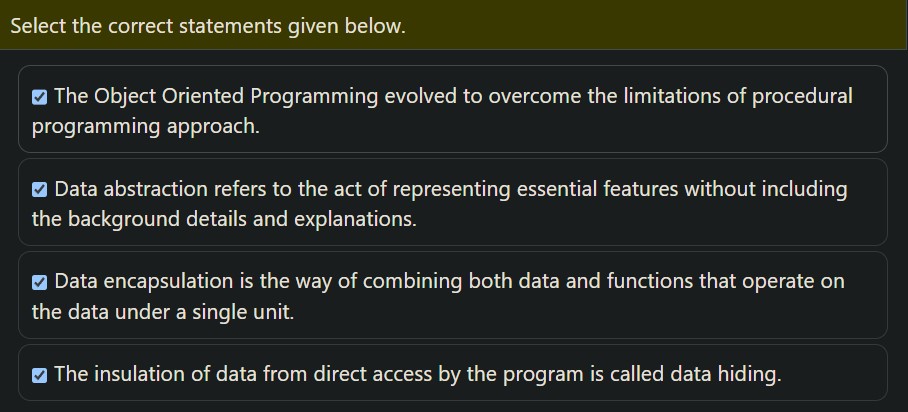 Select the correct statements given below.
The Object Oriented Programming evolved to overcome the limitations of procedural
programming approach.
Data abstraction refers to the act of representing essential features without including
the background details and explanations.
Data encapsulation is the way of combining both data and functions that operate on
the data under a single unit.
The insulation of data from direct access by the program is called data hiding.